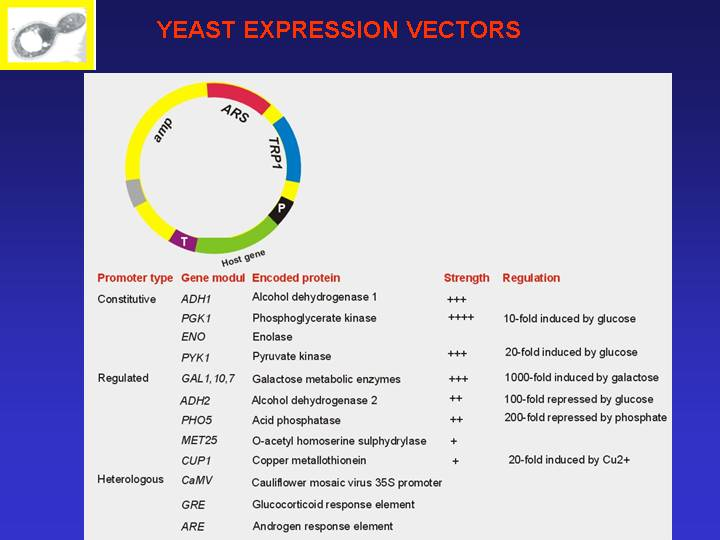 YEAST EXPRESSION VECTORS
amp
ARS
TRP1
P
T
Host gene
Promoter type Gene modul Encoded protein Strength Regulation
Constitutive ADH1 Alcohol dehydrogenase 1 +++
PGK1 Phosphoglycerate kinase ++++ 10-fold induced by glucose
ENO Enolase
PYK1 Pyruvate kinase +++ 20-fold induced by glucose
Regulated GAL1,10,7 Galactose metabolic enzymes +++ 1000-fold induced by galactose
ADH2 Alcohol dehydrogenase 2 ++ 100-fold repressed by glucose
PHO5 Acid phosphatase ++ 200-fold repressed by phosphate
MET25 O-acetyl homoserine sulphydrylase +
CUP1 Copper metallothionein + 20-fold induced by Cu2+
Heterologous CaMV Cauliflower mosaic virus 35S promoter
GRE Glucocorticoid response element
ARE Androgen response element